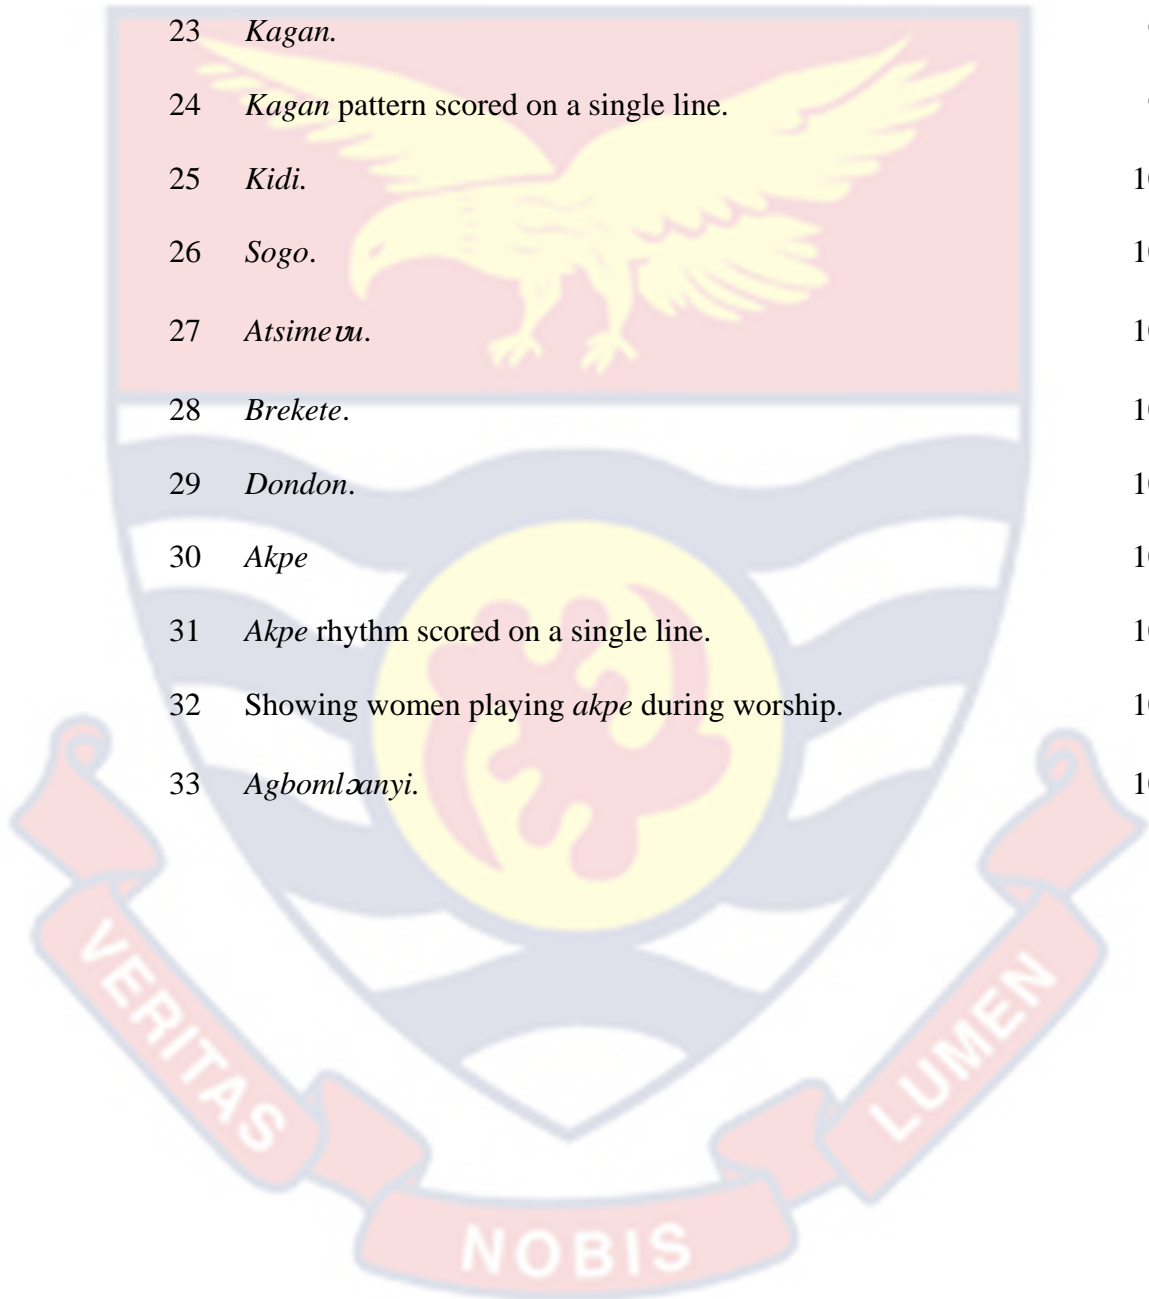 23 Kagan.
24 Kagan pattern scored on a single line.
25 Kidi.
26 Sogo.
27 Atsimeʋu.
28 Brekete.
29 Dondon.
30 Akpe
31 Akpe rhythm scored on a single line.
32 Showing women playing akpe during worship.
33 Agbomlɔanyi.
VERITAS
NOBIS
LUMEN